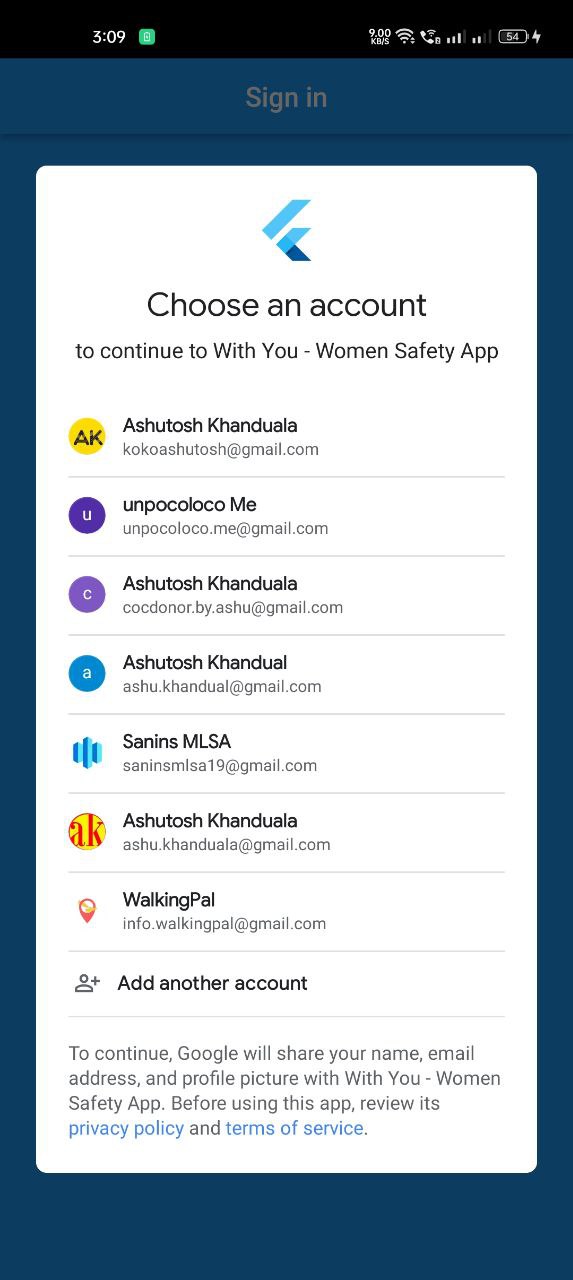 3:09
9.00
KB/S
54
Sign in
Choose an account
to continue to With You - Women Safety App
AK
Ashutosh Khanduala
kokoashutosh@gmail.com
u
unpocoloco Me
unpocoloco.me@gmail.com
c
Ashutosh Khanduala
cocdonor.by.ashu@gmail.com
a
Ashutosh Khandual
ashu.khandual@gmail.com
Sanins MLSA
saninsmlsa19@gmail.com
ak
Ashutosh Khanduala
ashu.khanduala@gmail.com
WalkingPal
info.walkingpal@gmail.com
Add another account
To continue, Google will share your name, email
address, and profile picture with With You - Women
Safety App. Before using this app, review its
privacy policy and terms of service.